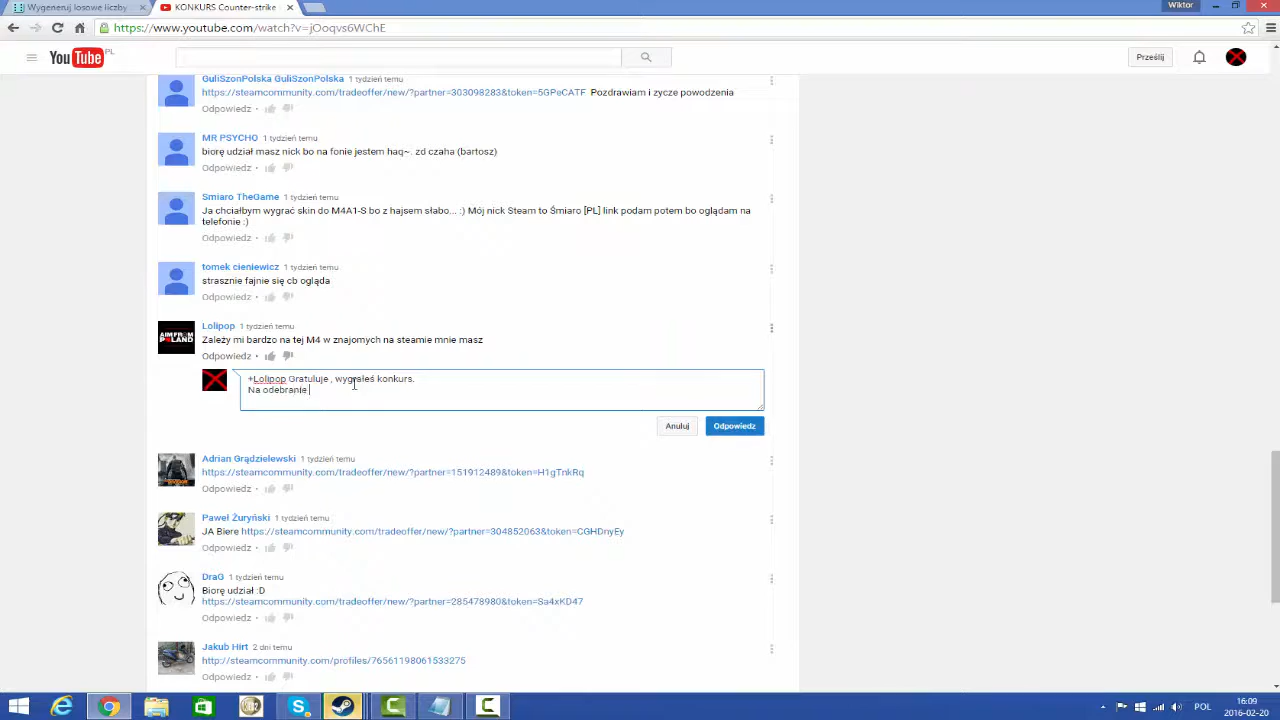 Wygeneruj losowe liczby
KONKURS Counter-strike
Wiktor
https://www.youtube.com/watch?v=jOoqvs6WChE
YouTube PL
Prześlij
GuliSzonPolska GuliSzonPolska 1 tydzień temu
https://steamcommunity.com/tradeoffer/new/?partner=303098283&token=5GPeCATF Pozdrawiam i zycze powodzenia
Odpowiedz •
MR PSYCHO 1 tydzień temu
biorę udział masz nick bo na fonie jestem haq~. zd czaha (bartosz)
Odpowiedz •
Smiaro TheGame 1 tydzień temu
Ja chciałbym wygrać skin do M4A1-S bo z hajsem słabo... :) Mój nick Steam to Śmiaro [PL] link podam potem bo oglądam na
telefonie :)
Odpowiedz •
tomek cieniewicz 1 tydzień temu
strasznie fajnie się cb ogląda
Odpowiedz •
AIM FROM
POLAND
Lolipop 1 tydzień temu
Zależy mi bardzo na tej M4 w znajomych na steamie mnie masz
Odpowiedz •
+Lolipop Gratuluje , wygrałeś konkurs.
Na odebranie
Anuluj
Odpowiedz
Adrian Grądzielewski 1 tydzień temu
https://steamcommunity.com/tradeoffer/new/?partner=151912489&token=H1gTnkRq
Odpowiedz •
Paweł Żuryński 1 tydzień temu
JA Biere https://steamcommunity.com/tradeoffer/new/?partner=304852063&token=CGHDnyEy
Odpowiedz •
DraG 1 tydzień temu
Biorę udział :D
https://steamcommunity.com/tradeoffer/new/?partner=285478980&token=Sa4xKD47
Odpowiedz •
Jakub Hirt 2 dni temu
http://steamcommunity.com/profiles/76561198061533275
Odpowiedz •
POL
16:09
2016-02-20